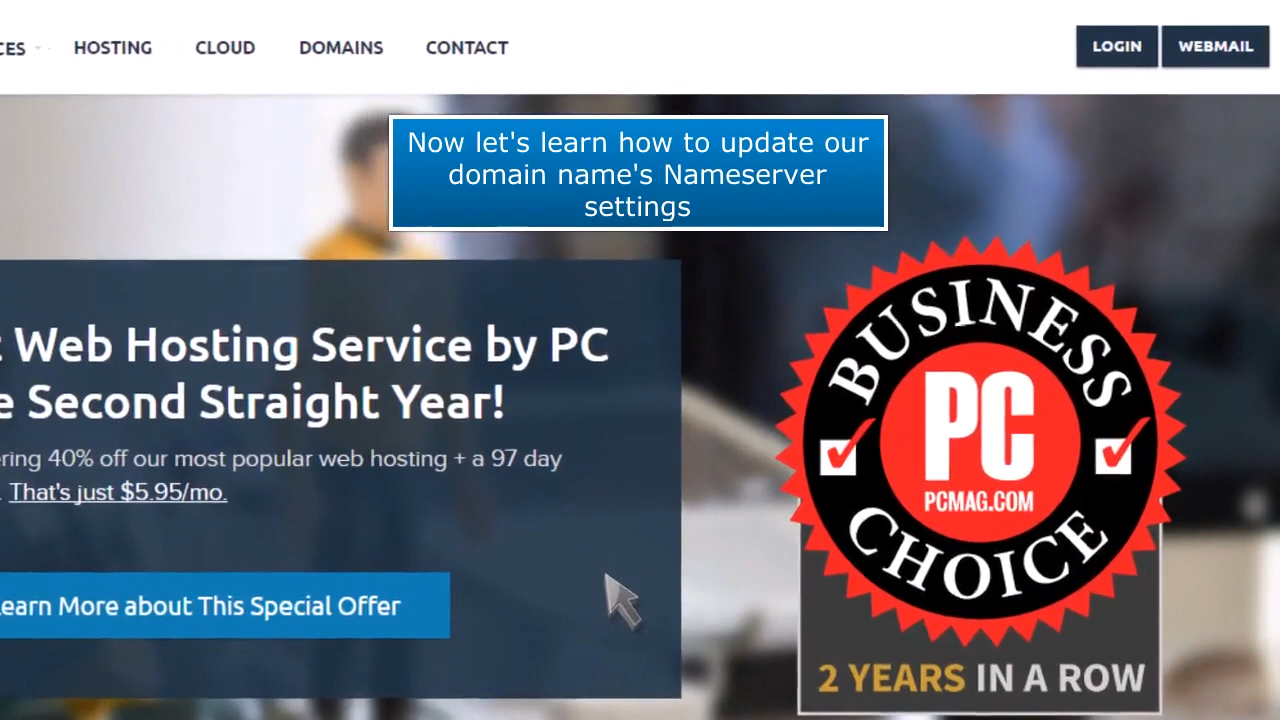 CES
HOSTING
CLOUD
DOMAINS
CONTACT
LOGIN
WEBMAIL
Now let's learn how to update our
domain name's Nameserver
settings
Web Hosting Service by PC
Second Straight Year!
ring 40% off our most popular web hosting + a 97 day
. That's just $5.95/mo.
earn More about This Special Offer
BUSINESS
PC
PCMAG.COM
CHOICE
2 YEARS IN A ROW